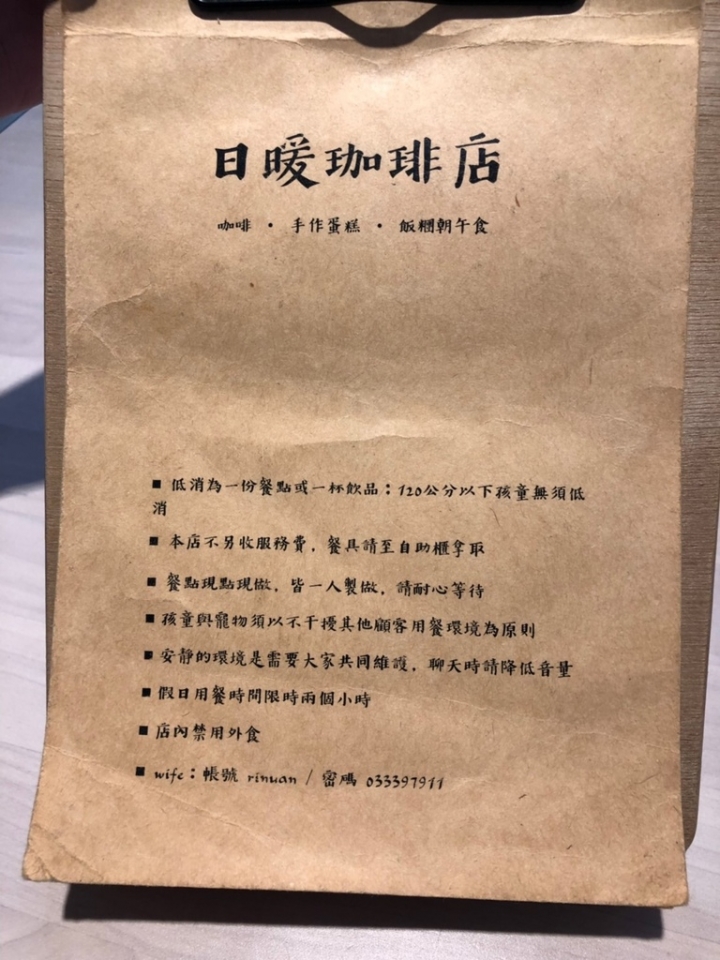 日暖珈琲店
咖啡 · 手作蛋糕 · 飯糰朝午食
■ 低消為一份餐點或一杯飲品：120公分以下孩童無須低
消
■ 本店不另收服務費，餐具請至自助櫃拿取
■ 餐點現點現做，皆一人製做，請耐心等待
■ 孩童與寵物須以不干擾其他顧客用餐環境為原則
■ 安靜的環境是需要大家共同維護，聊天時請降低音量
■ 假日用餐時間限時兩個小時
■ 店內禁用外食
■ wife：帳號 rinuan / 密碼 033397911